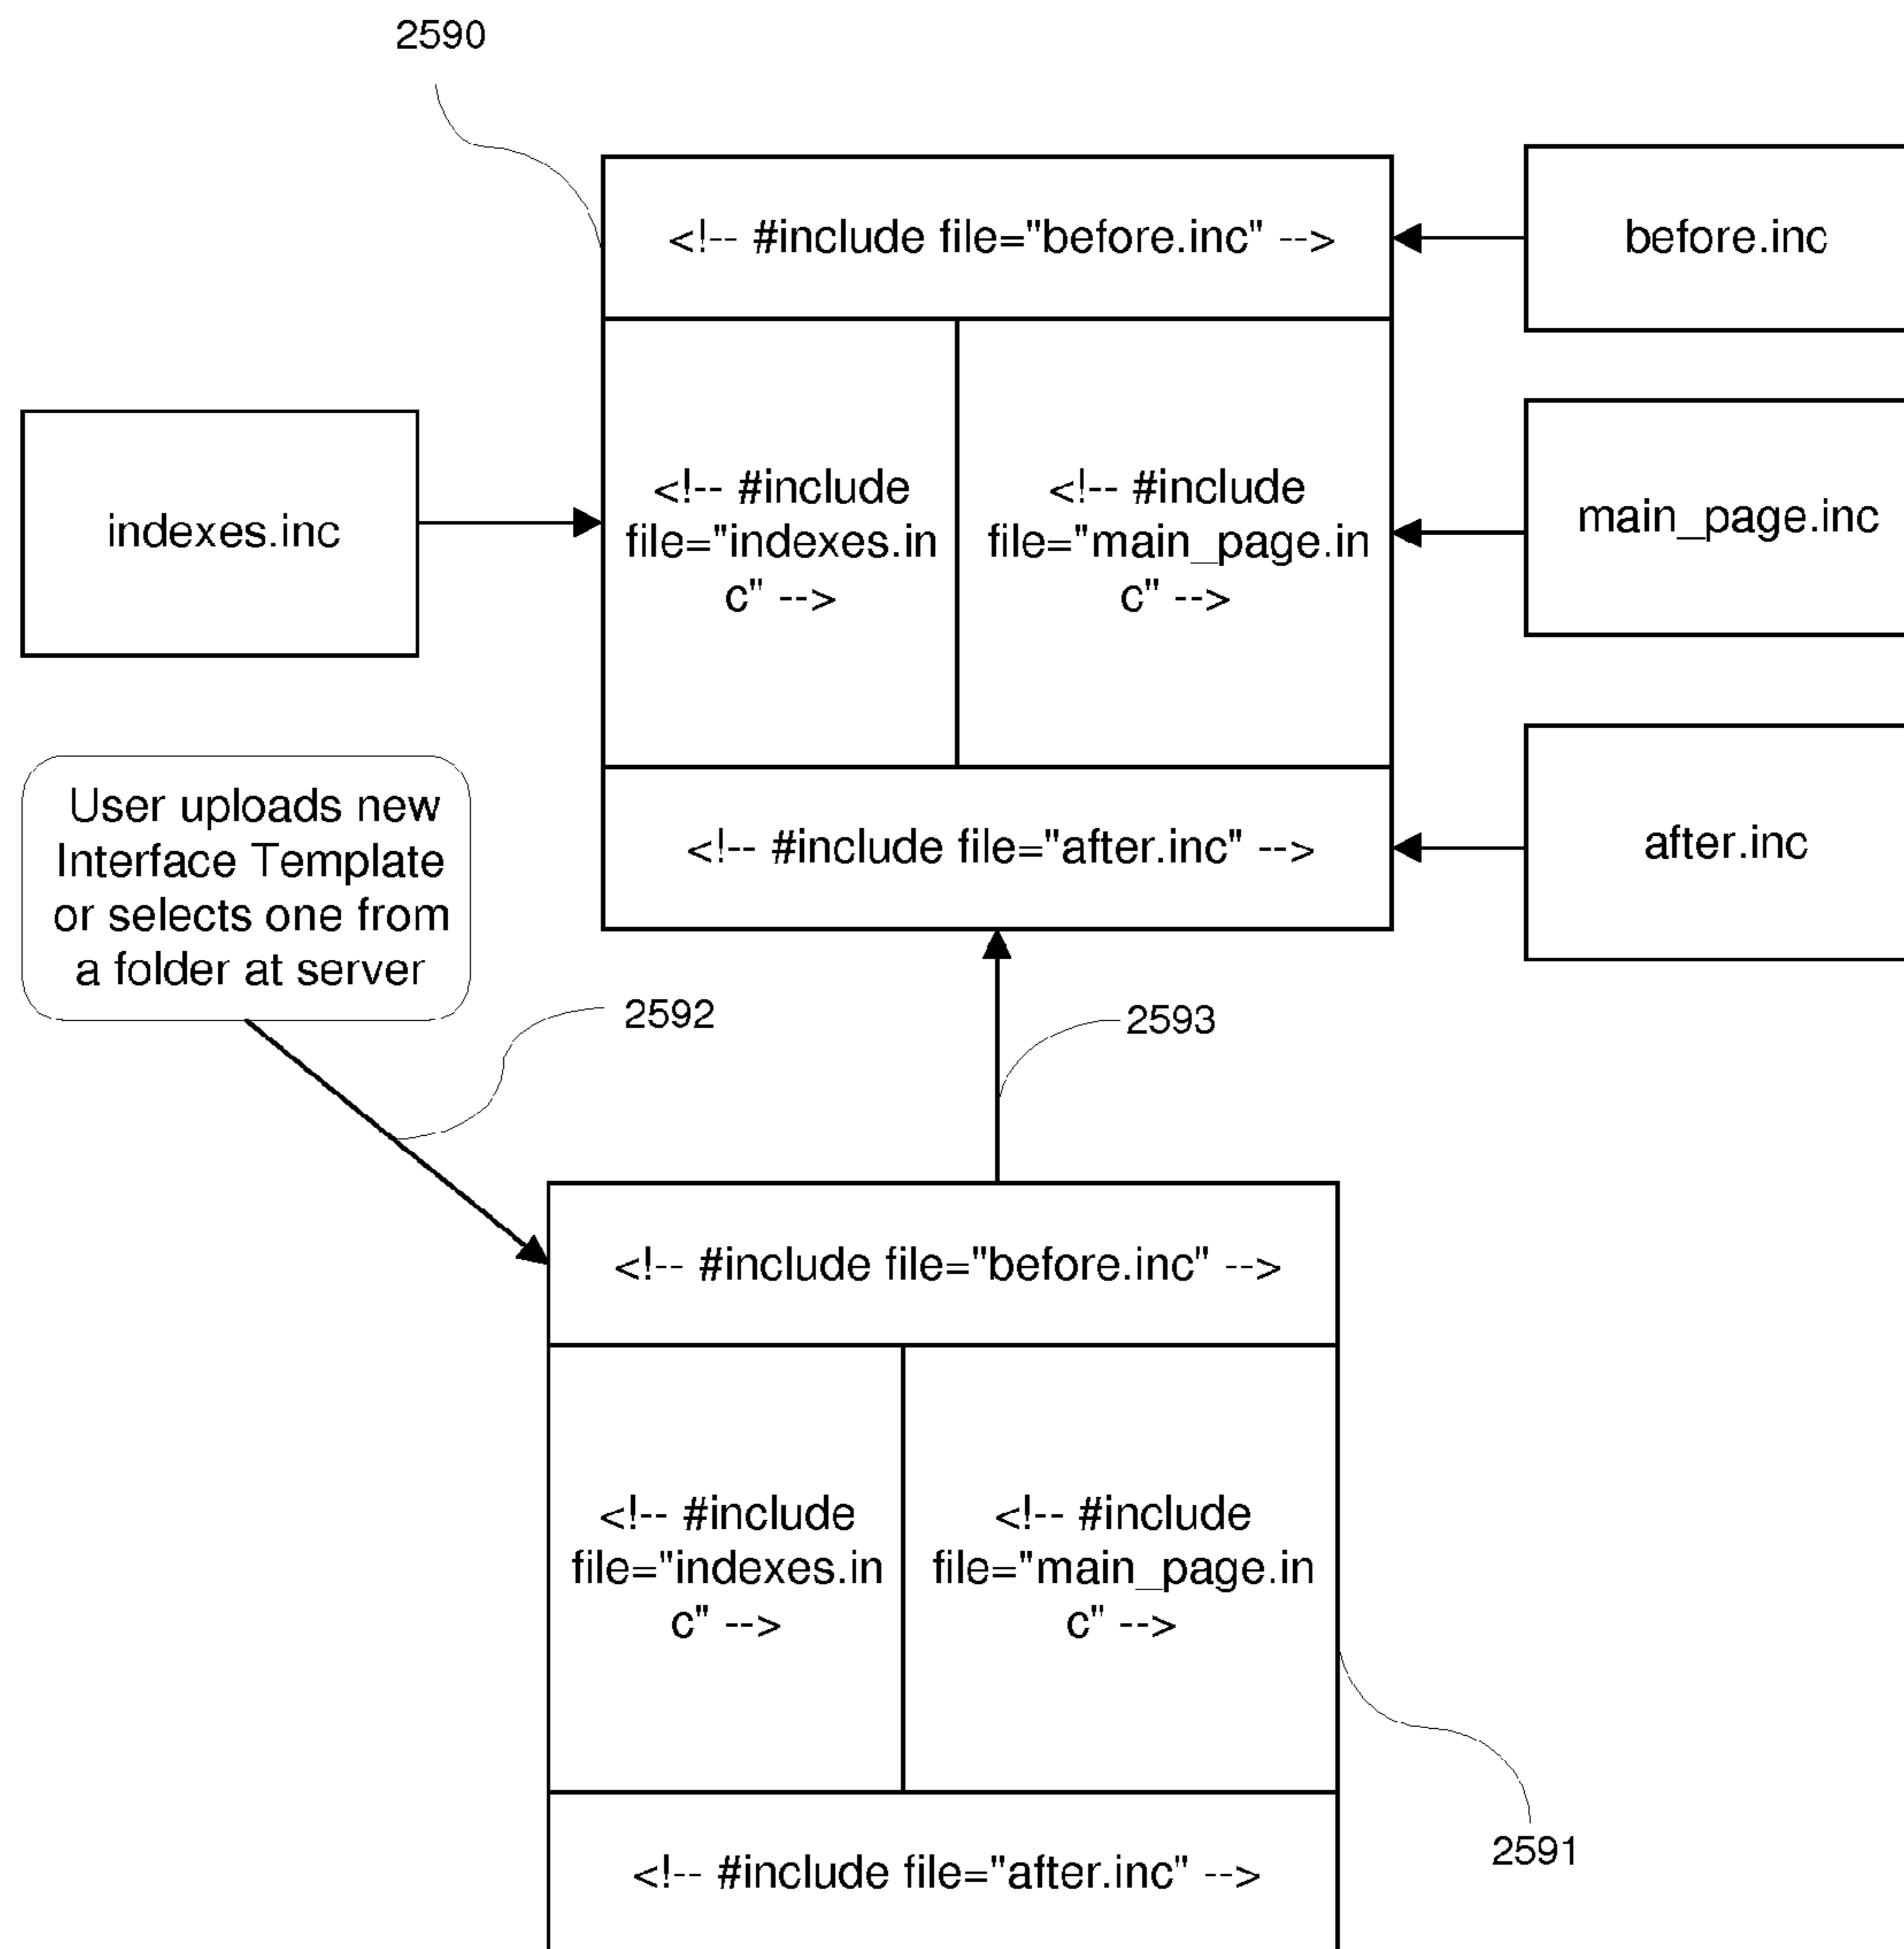 2590
<!-- #include file="before.inc" -->
before.inc
indexes.inc
<!-- #include
file="indexes.in
c" -->
<!-- #include
file="main_page.in
c" -->
main_page.inc
User uploads new
Interface Template
or selects one from
a folder at server
<!-- #include file="after.inc" -->
after.inc
2592
2593
<!-- #include file="before.inc" -->
<!-- #include
file="indexes.in
c" -->
<!-- #include
file="main_page.in
c" -->
2591
<!-- #include file="after.inc" -->